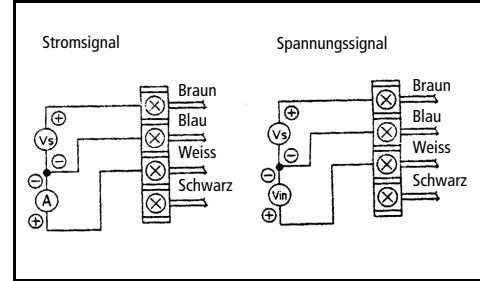 Stromsignal
Braun
Blau
Weiss
Schwarz
Vs
A
Spannungssignal
Braun
Blau
Weiss
Schwarz
Vs
Vin